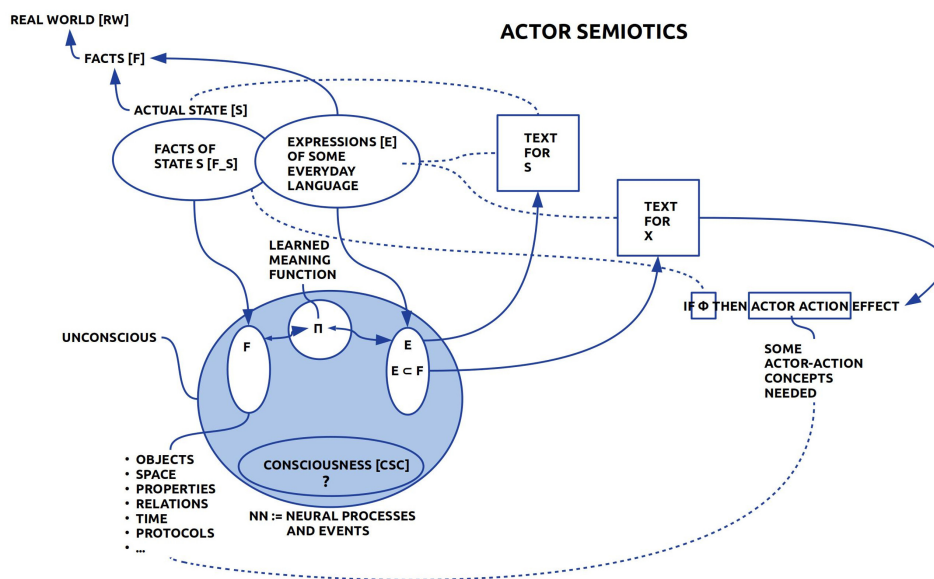 ACTOR SEMIOTICS
REAL WORLD [RW]
FACTS [F]
ACTUAL STATE [S]
FACTS OF
STATE S [F_S]
EXPRESSIONS [E]
OF SOME
EVERYDAY
LANGUAGE
TEXT
FOR
S
TEXT
FOR
X
LEARNED
MEANING
FUNCTION
IF Φ THEN ACTOR ACTION EFFECT
UNCONSCIOUS
F
Π
E
E ⊂ F
SOME
ACTOR-ACTION
CONCEPTS
NEEDED
• OBJECTS
• SPACE
• PROPERTIES
• RELATIONS
• TIME
• PROTOCOLS
• ...
CONSCIOUSNESS [CSC]
?
NN := NEURAL PROCESSES
AND EVENTS